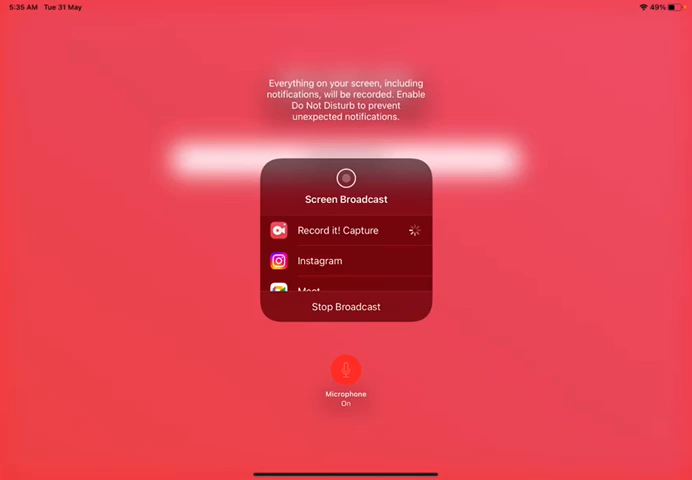 5:35 AM Tue 31 May
49%
Everything on your screen, including
notifications, will be recorded. Enable
Do Not Disturb to prevent
unexpected notifications.
Screen Broadcast
Record it! Capture
Instagram
Meet
Stop Broadcast
Microphone
On